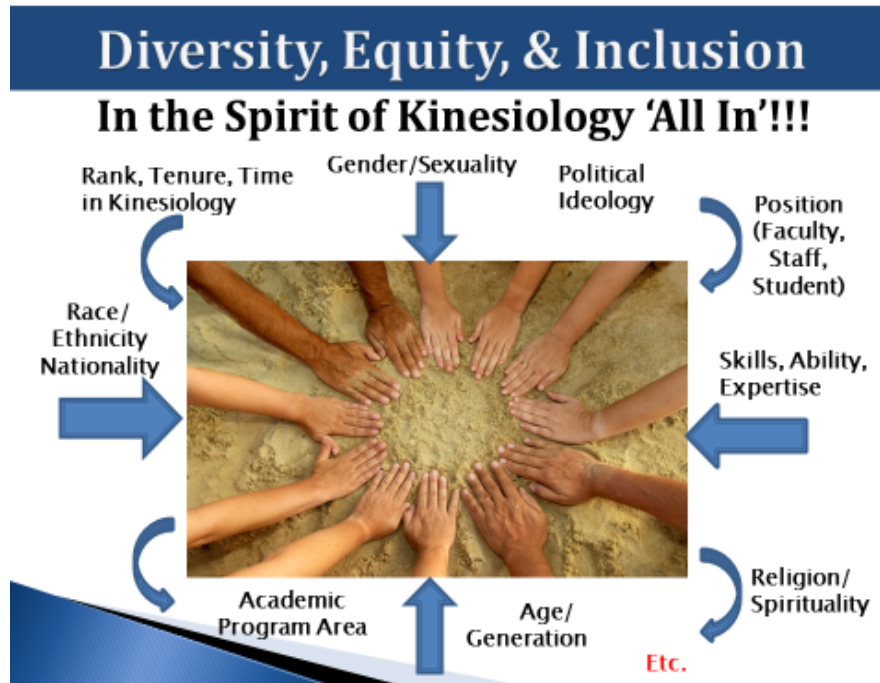 Diversity, Equity, & Inclusion
In the Spirit of Kinesiology ‘All In’!!!
Rank, Tenure, Time
in Kinesiology
Gender/Sexuality
Political
Ideology
Position
(Faculty,
Staff,
Student)
Race/
Ethnicity
Nationality
Skills, Ability,
Expertise
Academic
Program Area
Age/
Generation
Religion/
Spirituality
Etc.